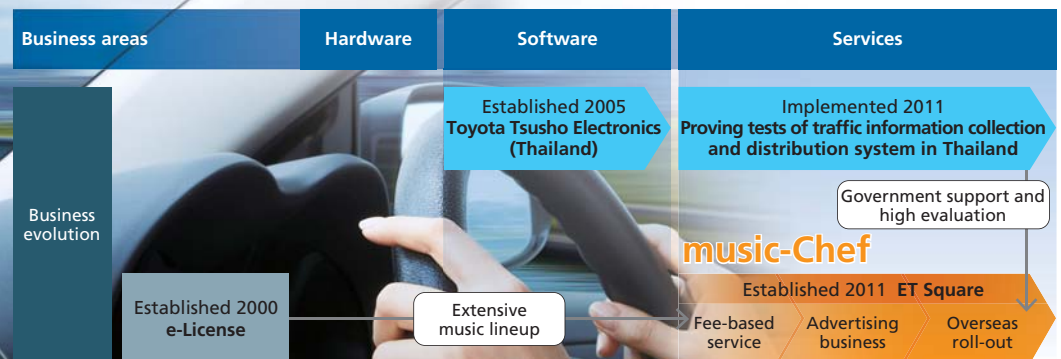 Business areas
Hardware
Software
Services
Business
evolution
Established 2005
Toyota Tsusho Electronics
(Thailand)
Implemented 2011
Proving tests of traffic information collection
and distribution system in Thailand
Government support and
high evaluation
music-Chef
Established 2000
e-License
Extensive
music lineup
Established 2011 ET Square
Fee-based
service
Advertising
business
Overseas
roll-out